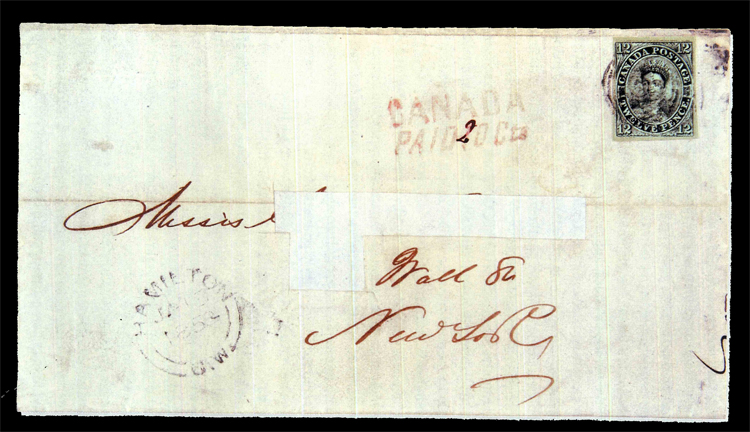 12 12
CANADA POSTAGE
TWELVE PENCE
12 12
CANADA
PAID 10 Cts
2
Messrs
Wall St
New York
HAMILTON
C.W.